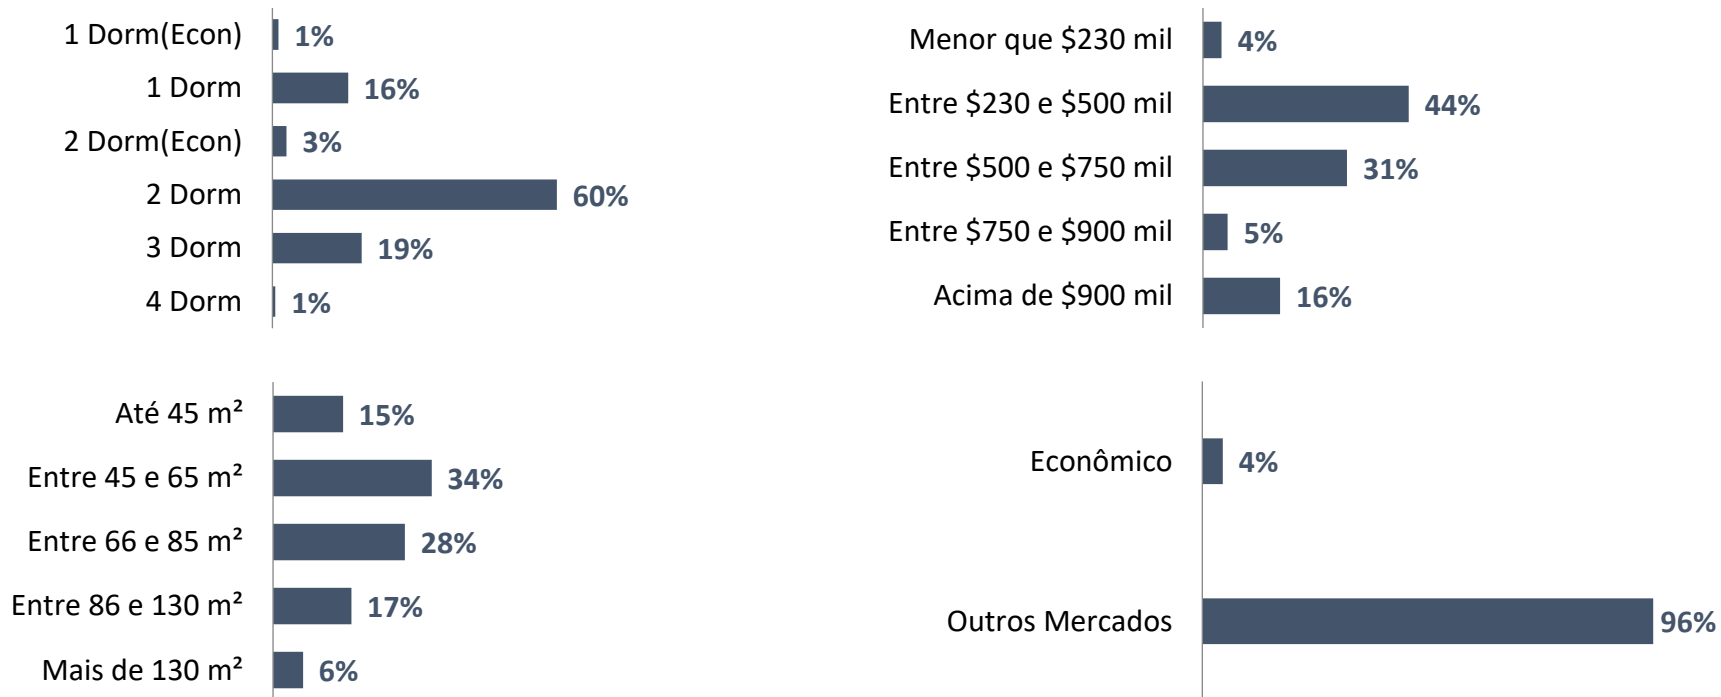 1 Dorm(Econ) 1%
1 Dorm 16%
2 Dorm(Econ) 3%
2 Dorm 60%
3 Dorm 19%
4 Dorm 1%
Menor que $230 mil 4%
Entre $230 e $500 mil 44%
Entre $500 e $750 mil 31%
Entre $750 e $900 mil 5%
Acima de $900 mil 16%
Até 45 m² 15%
Entre 45 e 65 m² 34%
Entre 66 e 85 m² 28%
Entre 86 e 130 m² 17%
Mais de 130 m² 6%
Econômico 4%
Outros Mercados 96%